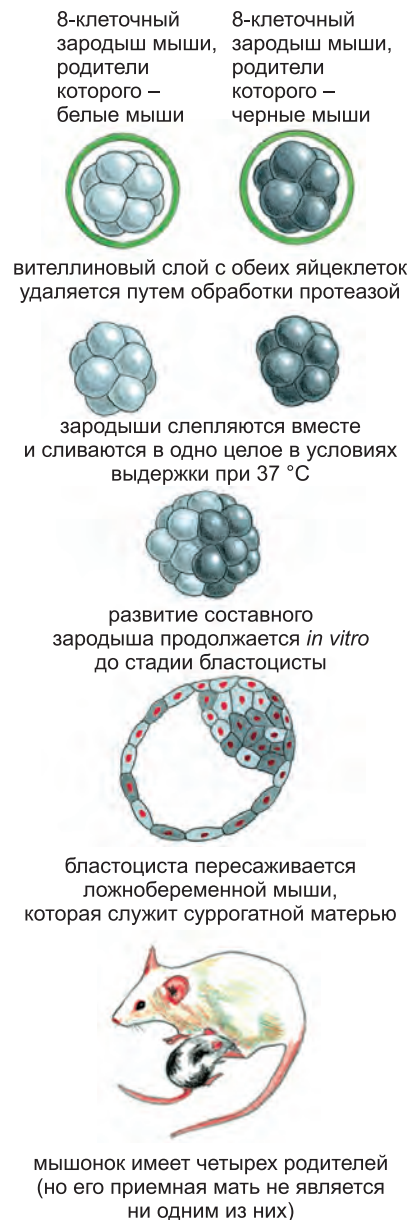 8-клеточный
зародыш мыши,
родители
которого –
белые мыши
8-клеточный
зародыш мыши,
родители
которого –
черные мыши
вителлиновый слой с обеих яйцеклеток
удаляется путем обработки протеазой
зародыши слепляются вместе
и сливаются в одно целое в условиях
выдержки при 37 °C
развитие составного
зародыша продолжается in vitro
до стадии бластоцисты
бластоциста пересаживается
ложнобеременной мыши,
которая служит суррогатной матерью
мышонок имеет четырех родителей
(но его приемная мать не является
ни одним из них)